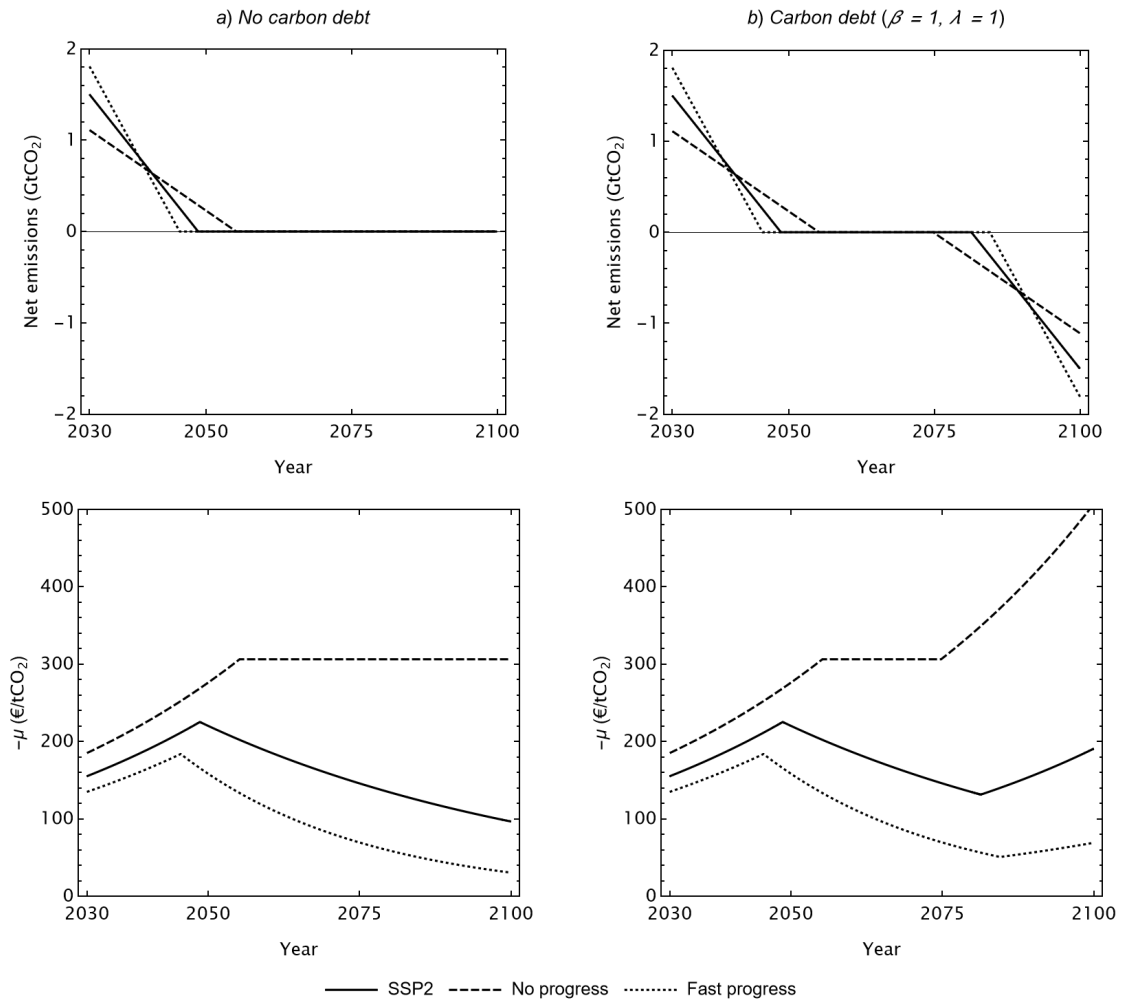 a) No carbon debt
2
1
0
−1
−2
Net emissions (GtCO₂)
2030 2050 2075 2100
Year
b) Carbon debt (β = 1, λ = 1)
2
1
0
−1
−2
Net emissions (GtCO₂)
2030 2050 2075 2100
Year
500
400
300
200
100
0
−μ (€/tCO₂)
2030 2050 2075 2100
Year
500
400
300
200
100
0
−μ (€/tCO₂)
2030 2050 2075 2100
Year
SSP2 No progress Fast progress